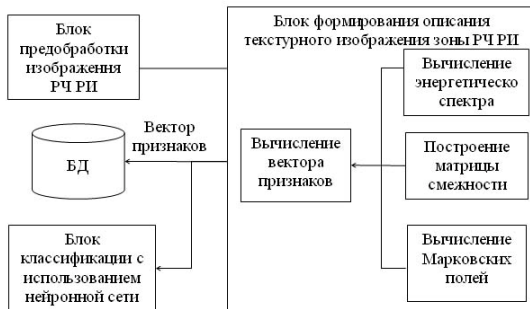 Блок
предобработки
изображення
РЧ РИ
Блок формирования описания
текстурного изображения зоны РЧ РИ
Вычисление
энергетическо
спектра
Вектор
признаков
БД
Вычисление
вектора
признаков
Построение
матрицы
смежности
Блок
классификации с
использованием
нейронной сети
Вычисление
Марковских
полей